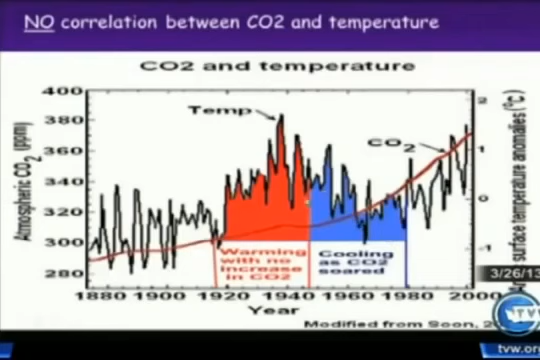 NO correlation between CO2 and temperature
CO2 and temperature
400
380
360
340
320
300
280
Atmospheric CO2 (ppm)
Temp
CO2
2
1
0
-1
surface temperature anomalies (°C)
Warming
with no
increase
in CO2
Cooling
as CO2
soared
1880
1900
1920
1940
1960
1980
2000
Year
Modified from Soon, 2
3/26/13
TVW
tvw.org